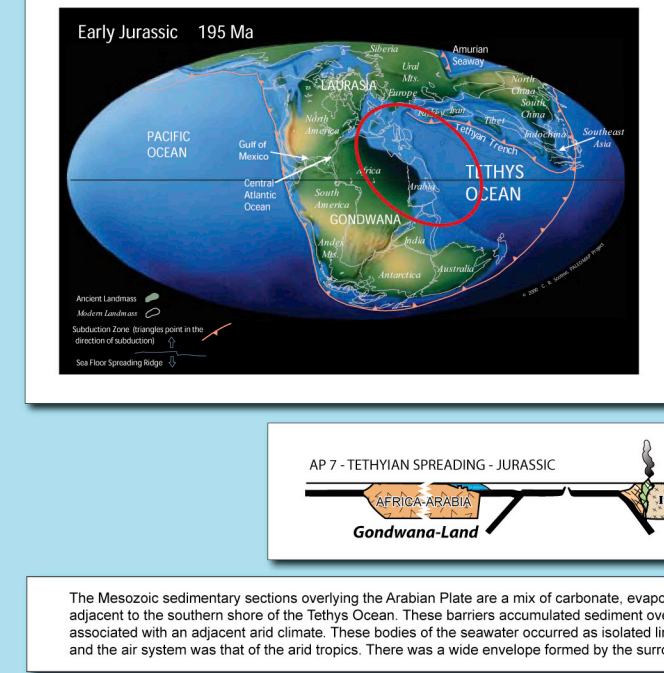 Early Jurassic 195 Ma
Siberia
Amurian
Seaway
Ural
Mts.
LAURASIA
Europe
North
China
South
China
Turkey
Iran
Tibet
Indochina
Southeast
Asia
Tethyan Trench
North
America
PACIFIC
OCEAN
Gulf of
Mexico
TETHYS
OCEAN
Africa
Arabia
Central
Atlantic
Ocean
South
America
GONDWANA
India
Andes
Mts.
Antarctica
Australia
© 2000 C. R. Scotese, PALEOMAP Project
Ancient Landmass
Modern Landmass
Subduction Zone (triangles point in the
direction of subduction)
Sea Floor Spreading Ridge
AP 7 - TETHYIAN SPREADING - JURASSIC
AFRICA-ARABIA
Gondwana-Land
The Mesozoic sedimentary sections overlying the Arabian Plate are a mix of carbonate,
adjacent to the southern shore of the Tethys Ocean. These barriers accumulated sediment
associated with an adjacent arid climate. These bodies of the seawater occurred as isolated
and the air system was that of the arid tropics. There was a wide envelope formed by the